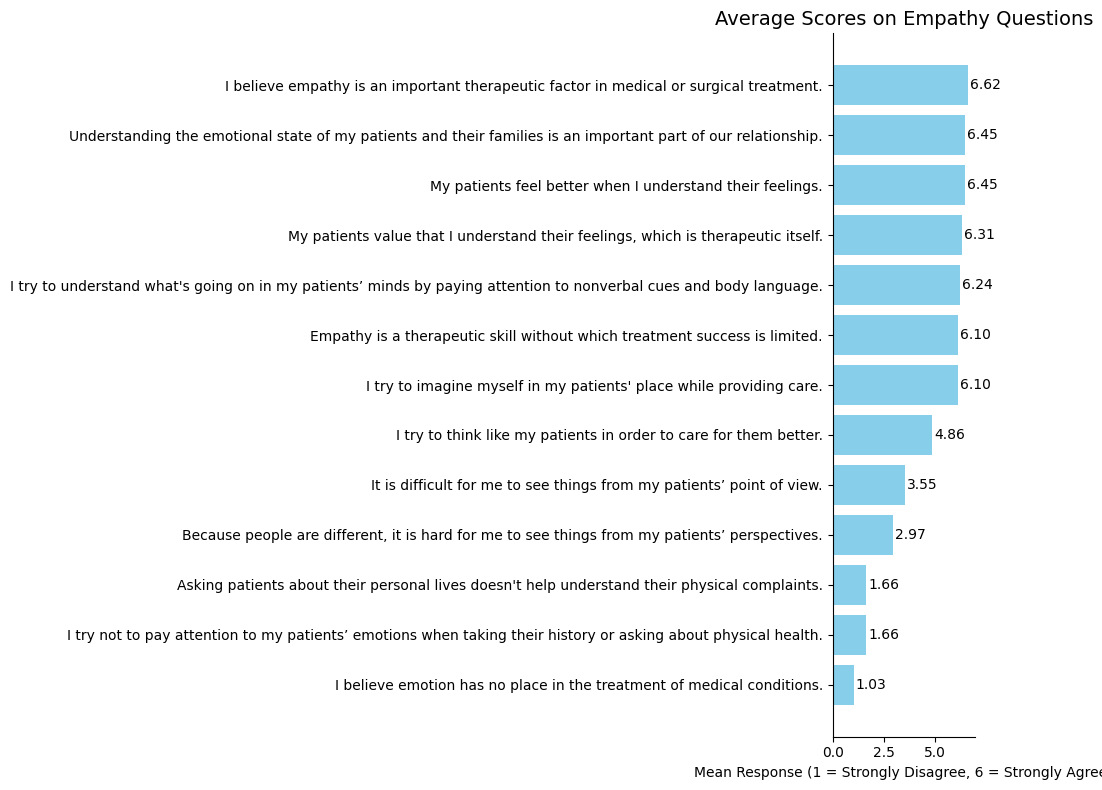 Average Scores on Empathy Questions
I believe empathy is an important therapeutic factor in medical or surgical treatment.
6.62
Understanding the emotional state of my patients and their families is an important part of our relationship.
6.45
My patients feel better when I understand their feelings.
6.45
My patients value that I understand their feelings, which is therapeutic itself.
6.31
I try to understand what's going on in my patients’ minds by paying attention to nonverbal cues and body language.
6.24
Empathy is a therapeutic skill without which treatment success is limited.
6.10
I try to imagine myself in my patients' place while providing care.
6.10
I try to think like my patients in order to care for them better.
4.86
It is difficult for me to see things from my patients’ point of view.
3.55
Because people are different, it is hard for me to see things from my patients’ perspectives.
2.97
Asking patients about their personal lives doesn't help understand their physical complaints.
1.66
I try not to pay attention to my patients’ emotions when taking their history or asking about physical health.
1.66
I believe emotion has no place in the treatment of medical conditions.
1.03
0.0 2.5 5.0
Mean Response (1 = Strongly Disagree, 6 = Strongly Agree